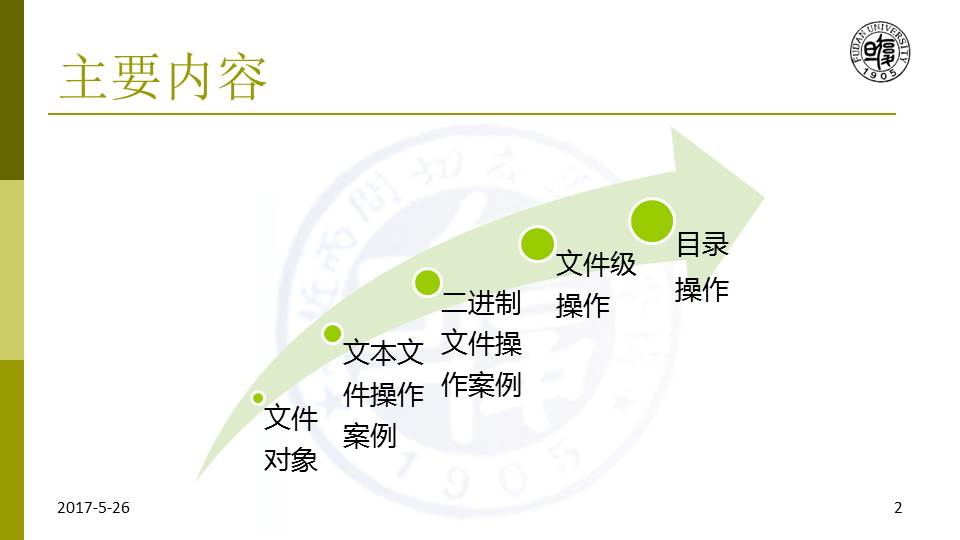 主要内容
FUDAN UNIVERSITY
1905
文件
对象
文本文
件操作
案例
二进制
文件操
作案例
文件级
操作
目录
操作
1905
2017-5-26
2